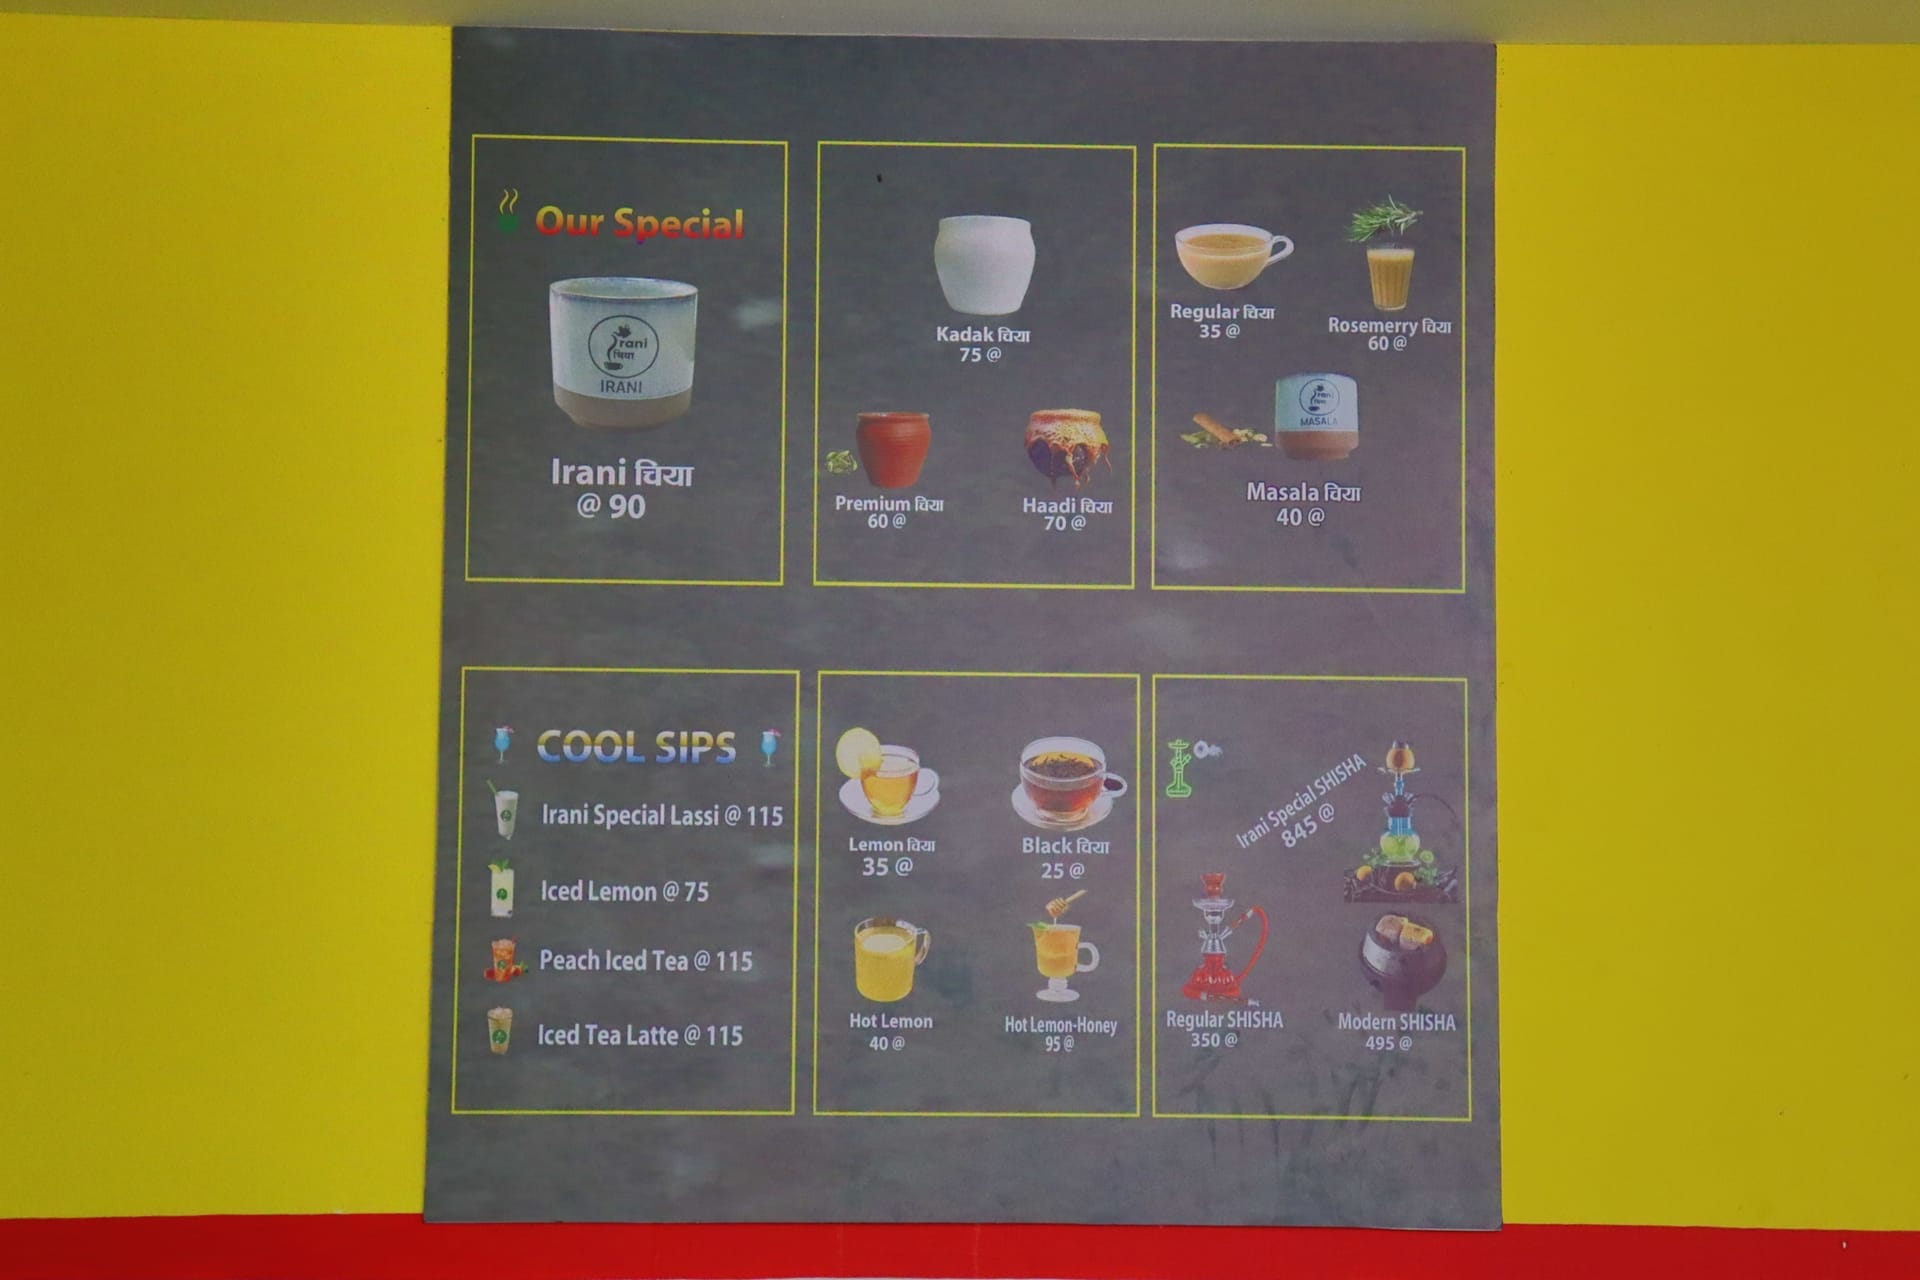 Our Special
Irani
चिया
IRANI
Irani चिया
@ 90
Kadak चिया
75 @
Premium चिया
60 @
Haadi चिया
70 @
Regular चिया
35 @
Rosemerry चिया
60 @
Irani
चिया
MASALA
Masala चिया
40 @
COOL SIPS
Irani Special Lassi @ 115
Iced Lemon @ 75
Peach Iced Tea @ 115
Iced Tea Latte @ 115
Lemon चिया
35 @
Black चिया
25 @
Hot Lemon
40 @
Hot Lemon-Honey
95 @
Irani Special SHISHA
845 @
Regular SHISHA
350 @
Modern SHISHA
495 @